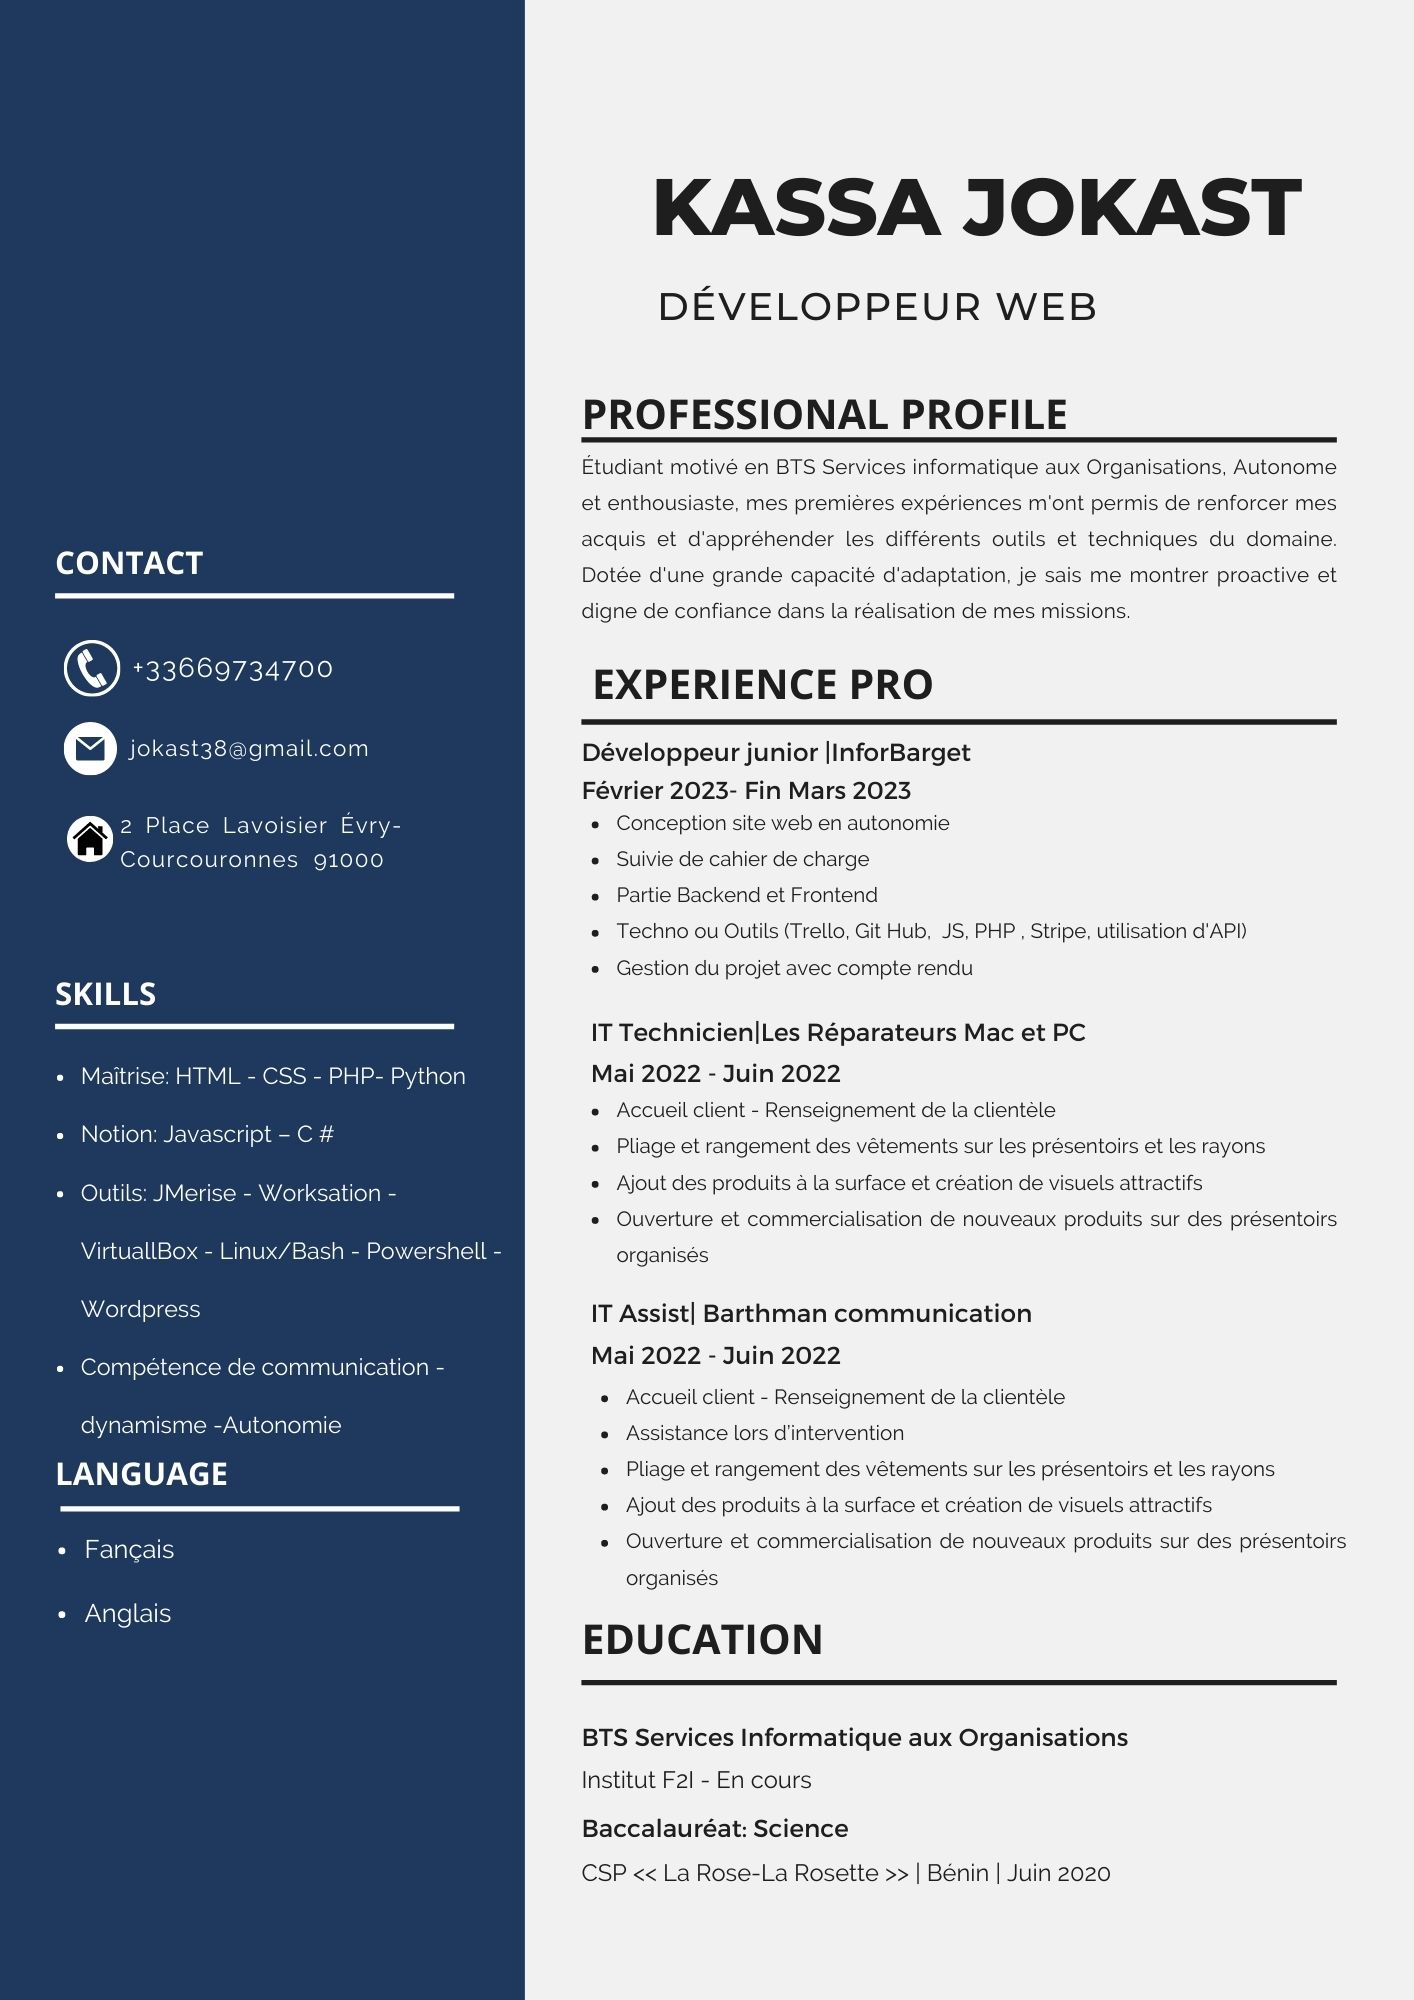 KASSA JOKAST
DÉVELOPPEUR WEB
CONTACT
+33669734700
jokast38@gmail.com
2 Place Lavoisier Évry-
Courcouronnes 91000
SKILLS
• Maîtrise: HTML - CSS - PHP- Python
• Notion: Javascript – C #
• Outils: JMerise - Worksation -
VirtuallBox - Linux/Bash - Powershell -
Wordpress
• Compétence de communication -
dynamisme -Autonomie
LANGUAGE
• Fançais
• Anglais
PROFESSIONAL PROFILE
Étudiant motivé en BTS Services informatique aux Organisations, Autonome
et enthousiaste, mes premières expériences m'ont permis de renforcer mes
acquis et d'appréhender les différents outils et techniques du domaine.
Dotée d'une grande capacité d'adaptation, je sais me montrer proactive et
digne de confiance dans la réalisation de mes missions.
EXPERIENCE PRO
Développeur junior |InforBarget
Février 2023- Fin Mars 2023
• Conception site web en autonomie
• Suivie de cahier de charge
• Partie Backend et Frontend
• Techno ou Outils (Trello, Git Hub, JS, PHP , Stripe, utilisation d'API)
• Gestion du projet avec compte rendu
IT Technicien|Les Réparateurs Mac et PC
Mai 2022 - Juin 2022
• Accueil client - Renseignement de la clientèle
• Pliage et rangement des vêtements sur les présentoirs et les rayons
• Ajout des produits à la surface et création de visuels attractifs
• Ouverture et commercialisation de nouveaux produits sur des présentoirs
organisés
IT Assist| Barthman communication
Mai 2022 - Juin 2022
• Accueil client - Renseignement de la clientèle
• Assistance lors d'intervention
• Pliage et rangement des vêtements sur les présentoirs et les rayons
• Ajout des produits à la surface et création de visuels attractifs
• Ouverture et commercialisation de nouveaux produits sur des présentoirs
organisés
EDUCATION
BTS Services Informatique aux Organisations
Institut F2I - En cours
Baccalauréat: Science
CSP << La Rose-La Rosette >> | Bénin | Juin 2020